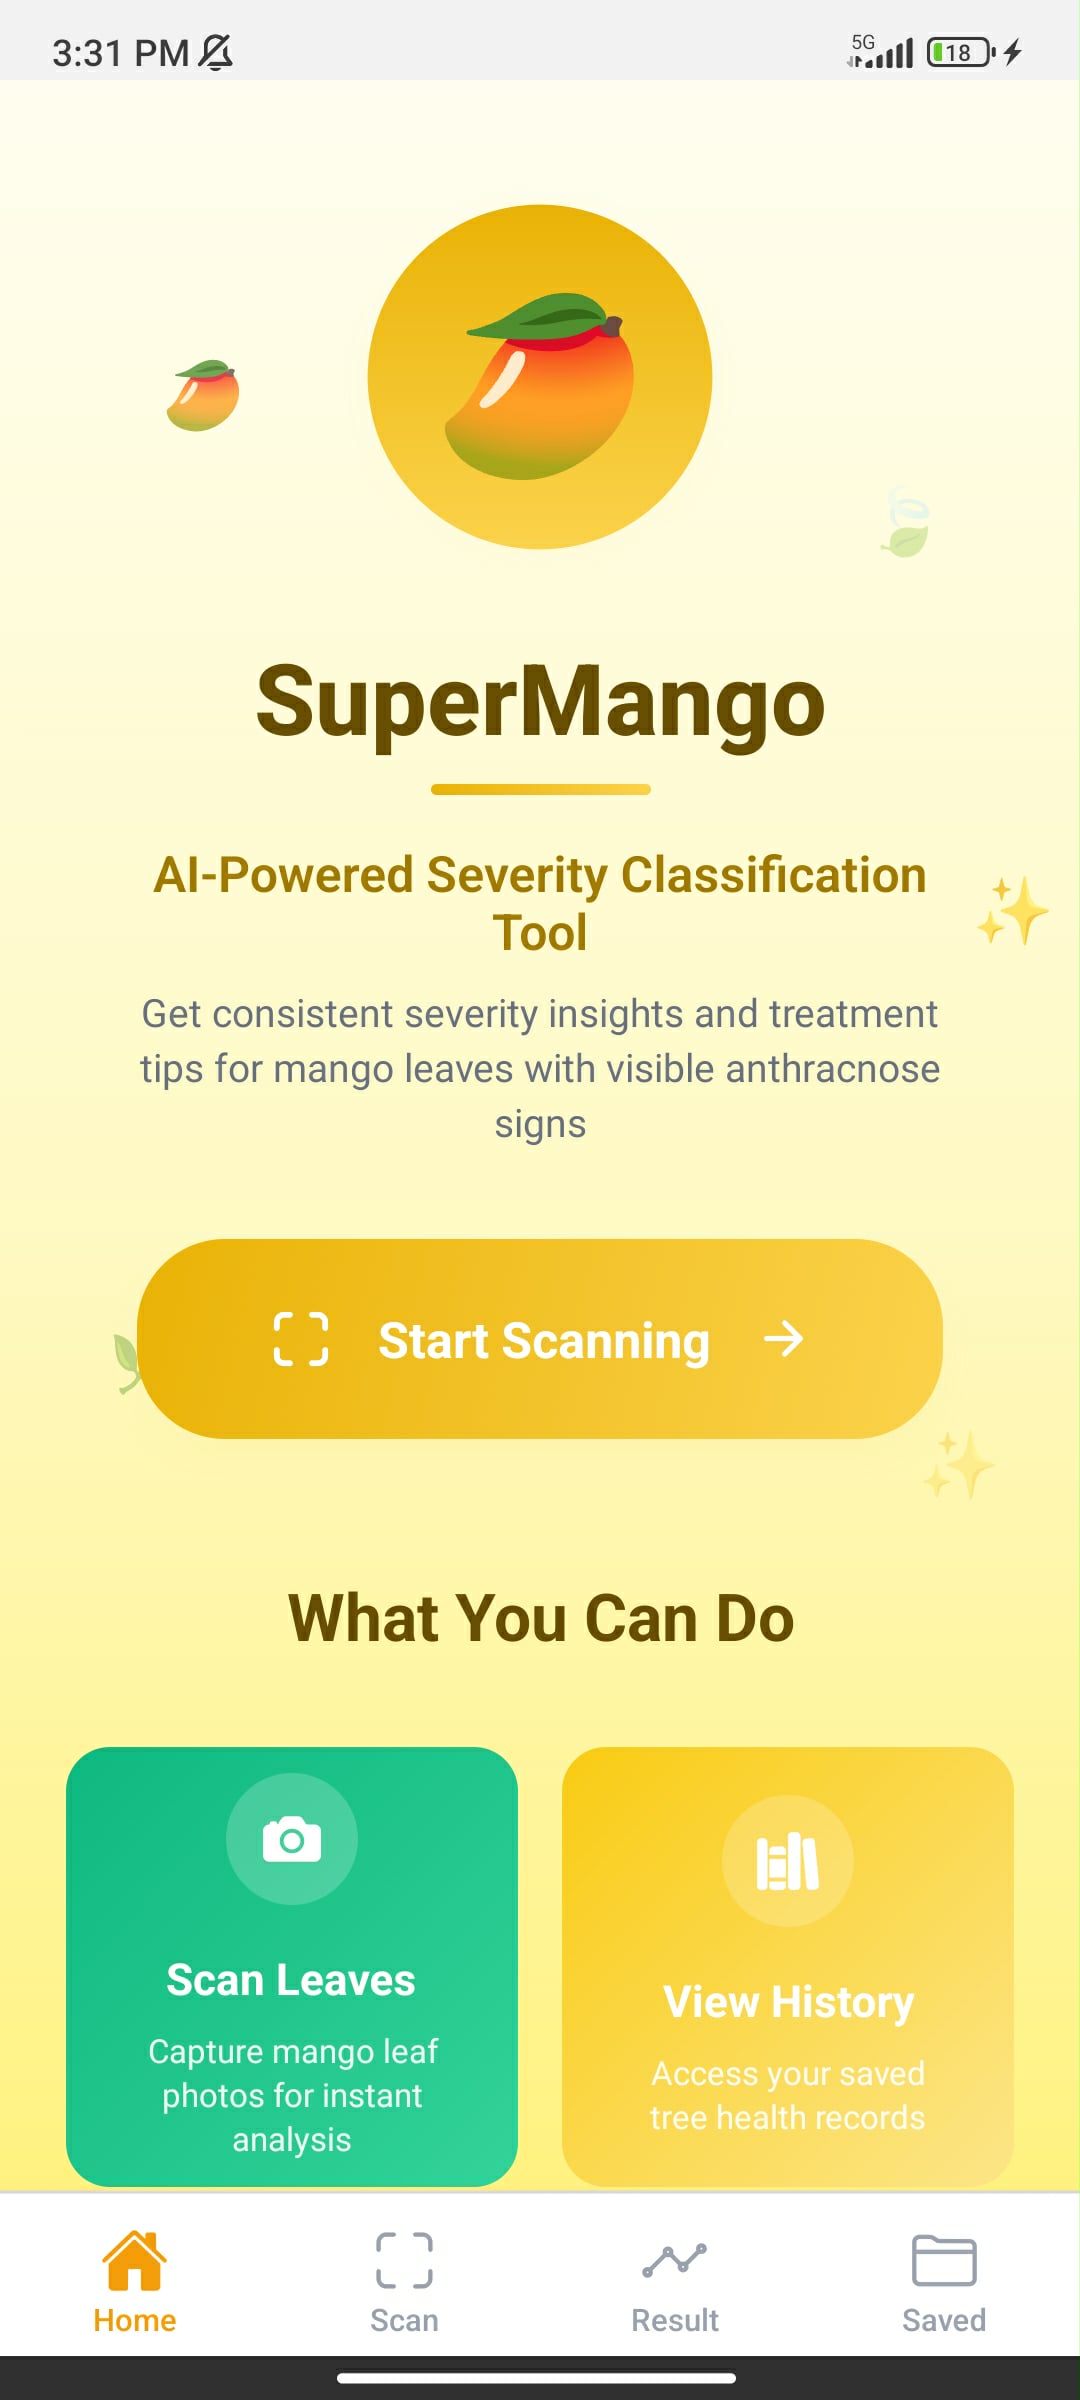 3:31 PM
5G
18
SuperMango
AI-Powered Severity Classification
Tool
Get consistent severity insights and treatment
tips for mango leaves with visible anthracnose
signs
Start Scanning
What You Can Do
Scan Leaves
Capture mango leaf
photos for instant
analysis
View History
Access your saved
tree health records
Home
Scan
Result
Saved